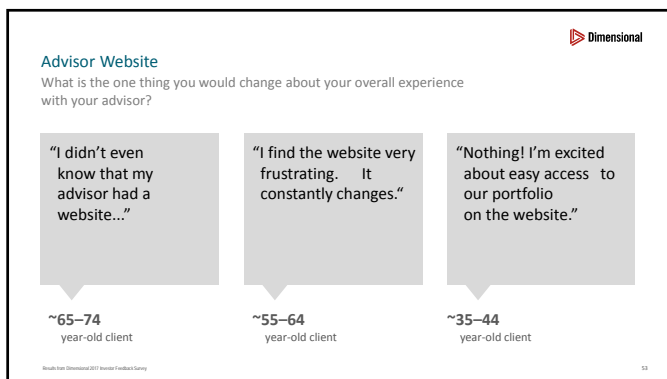 Dimensional
Advisor Website
What is the one thing you would change about your overall experience
with your advisor?
“I didn’t even
know that my
advisor had a
website...”
“I find the website very
frustrating. It
constantly changes.“
“Nothing! I’m excited
about easy access to
our portfolio
on the website.”
~65–74
year-old client
~55–64
year-old client
~35–44
year-old client
Results from Dimensional 2017 Investor Feedback Survey
53